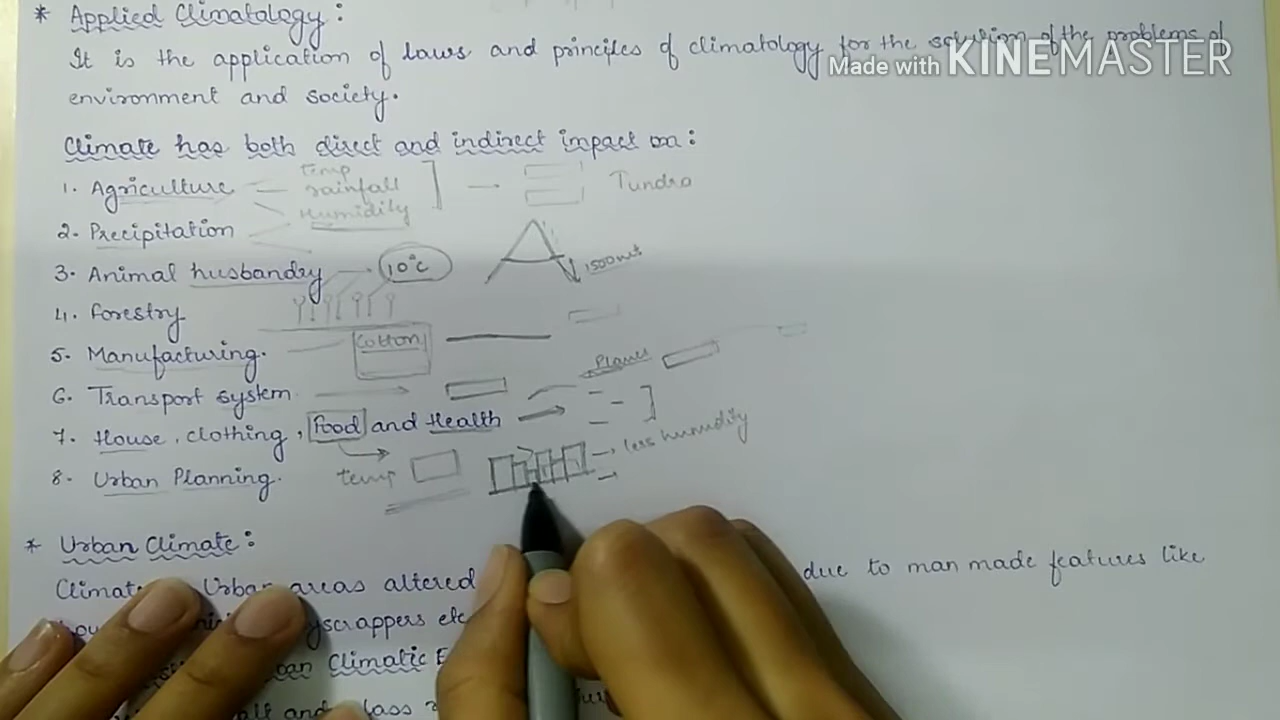 * Applied Climatology:
It is the application of laws and principles of climatology for the solution of the problems of
Made with KINEMASTER
environment and society.
Climate has both direct and indirect impact on:
1. Agriculture temp rainfall Humidity Tundra
2. Precipitation
3. Animal husbandry 10°C 1500mt
4. Forestry
5. Manufacturing. Cotton
6. Transport system Planes
7. House, clothing, Food and Health
less humidity
8. Urban Planning. temp
* Urban Climate:
Climate Urban areas altered due to man made features like
skyscrappers etc
Urban Climatic
and